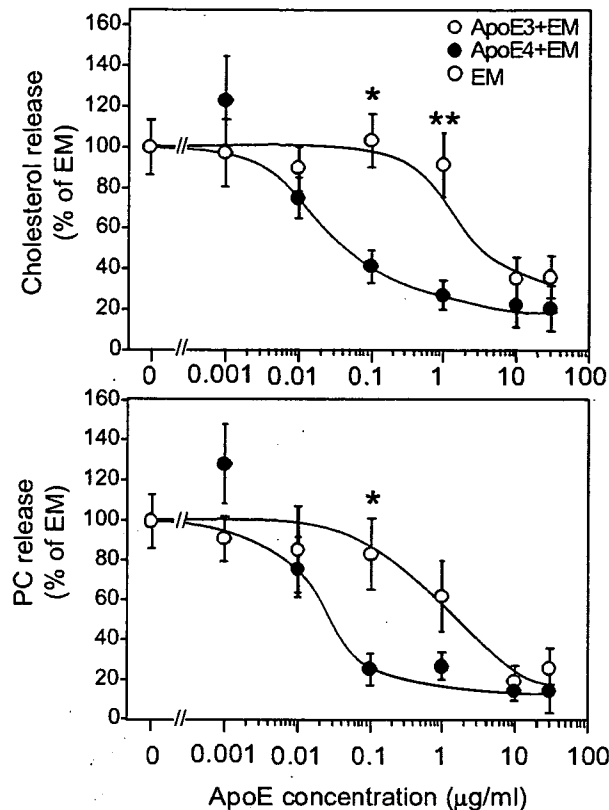 160
140
120
100
80
60
40
20
0
Cholesterol release
(% of EM)
ApoE3+EM
ApoE4+EM
EM
*
**
0 // 0.001 0.01 0.1 1 10 100
160
140
120
100
80
60
40
20
0
PC release
(% of EM)
*
0 // 0.001 0.01 0.1 1 10 100
ApoE concentration (µg/ml)